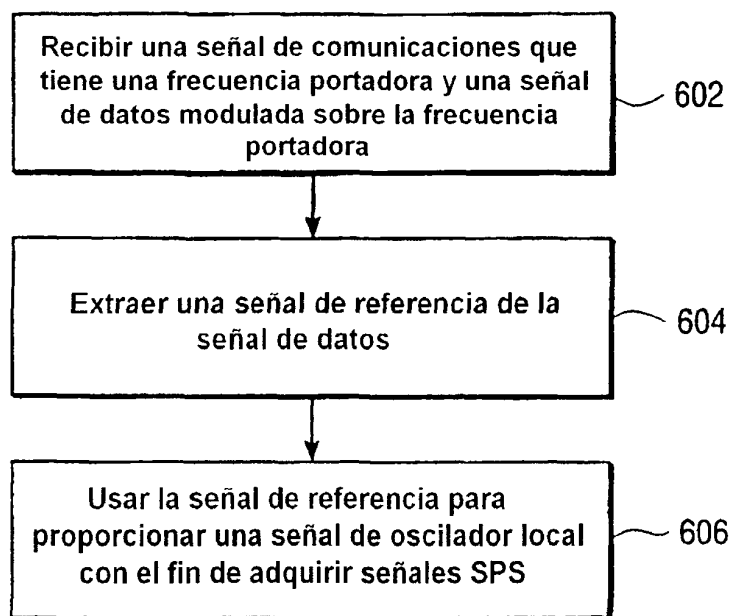 Recibir una señal de comunicaciones que
tiene una frecuencia portadora y una señal
de datos modulada sobre la frecuencia
portadora
602
Extraer una señal de referencia de la
señal de datos
604
Usar la señal de referencia para
proporcionar una señal de oscilador local
con el fin de adquirir señales SPS
606